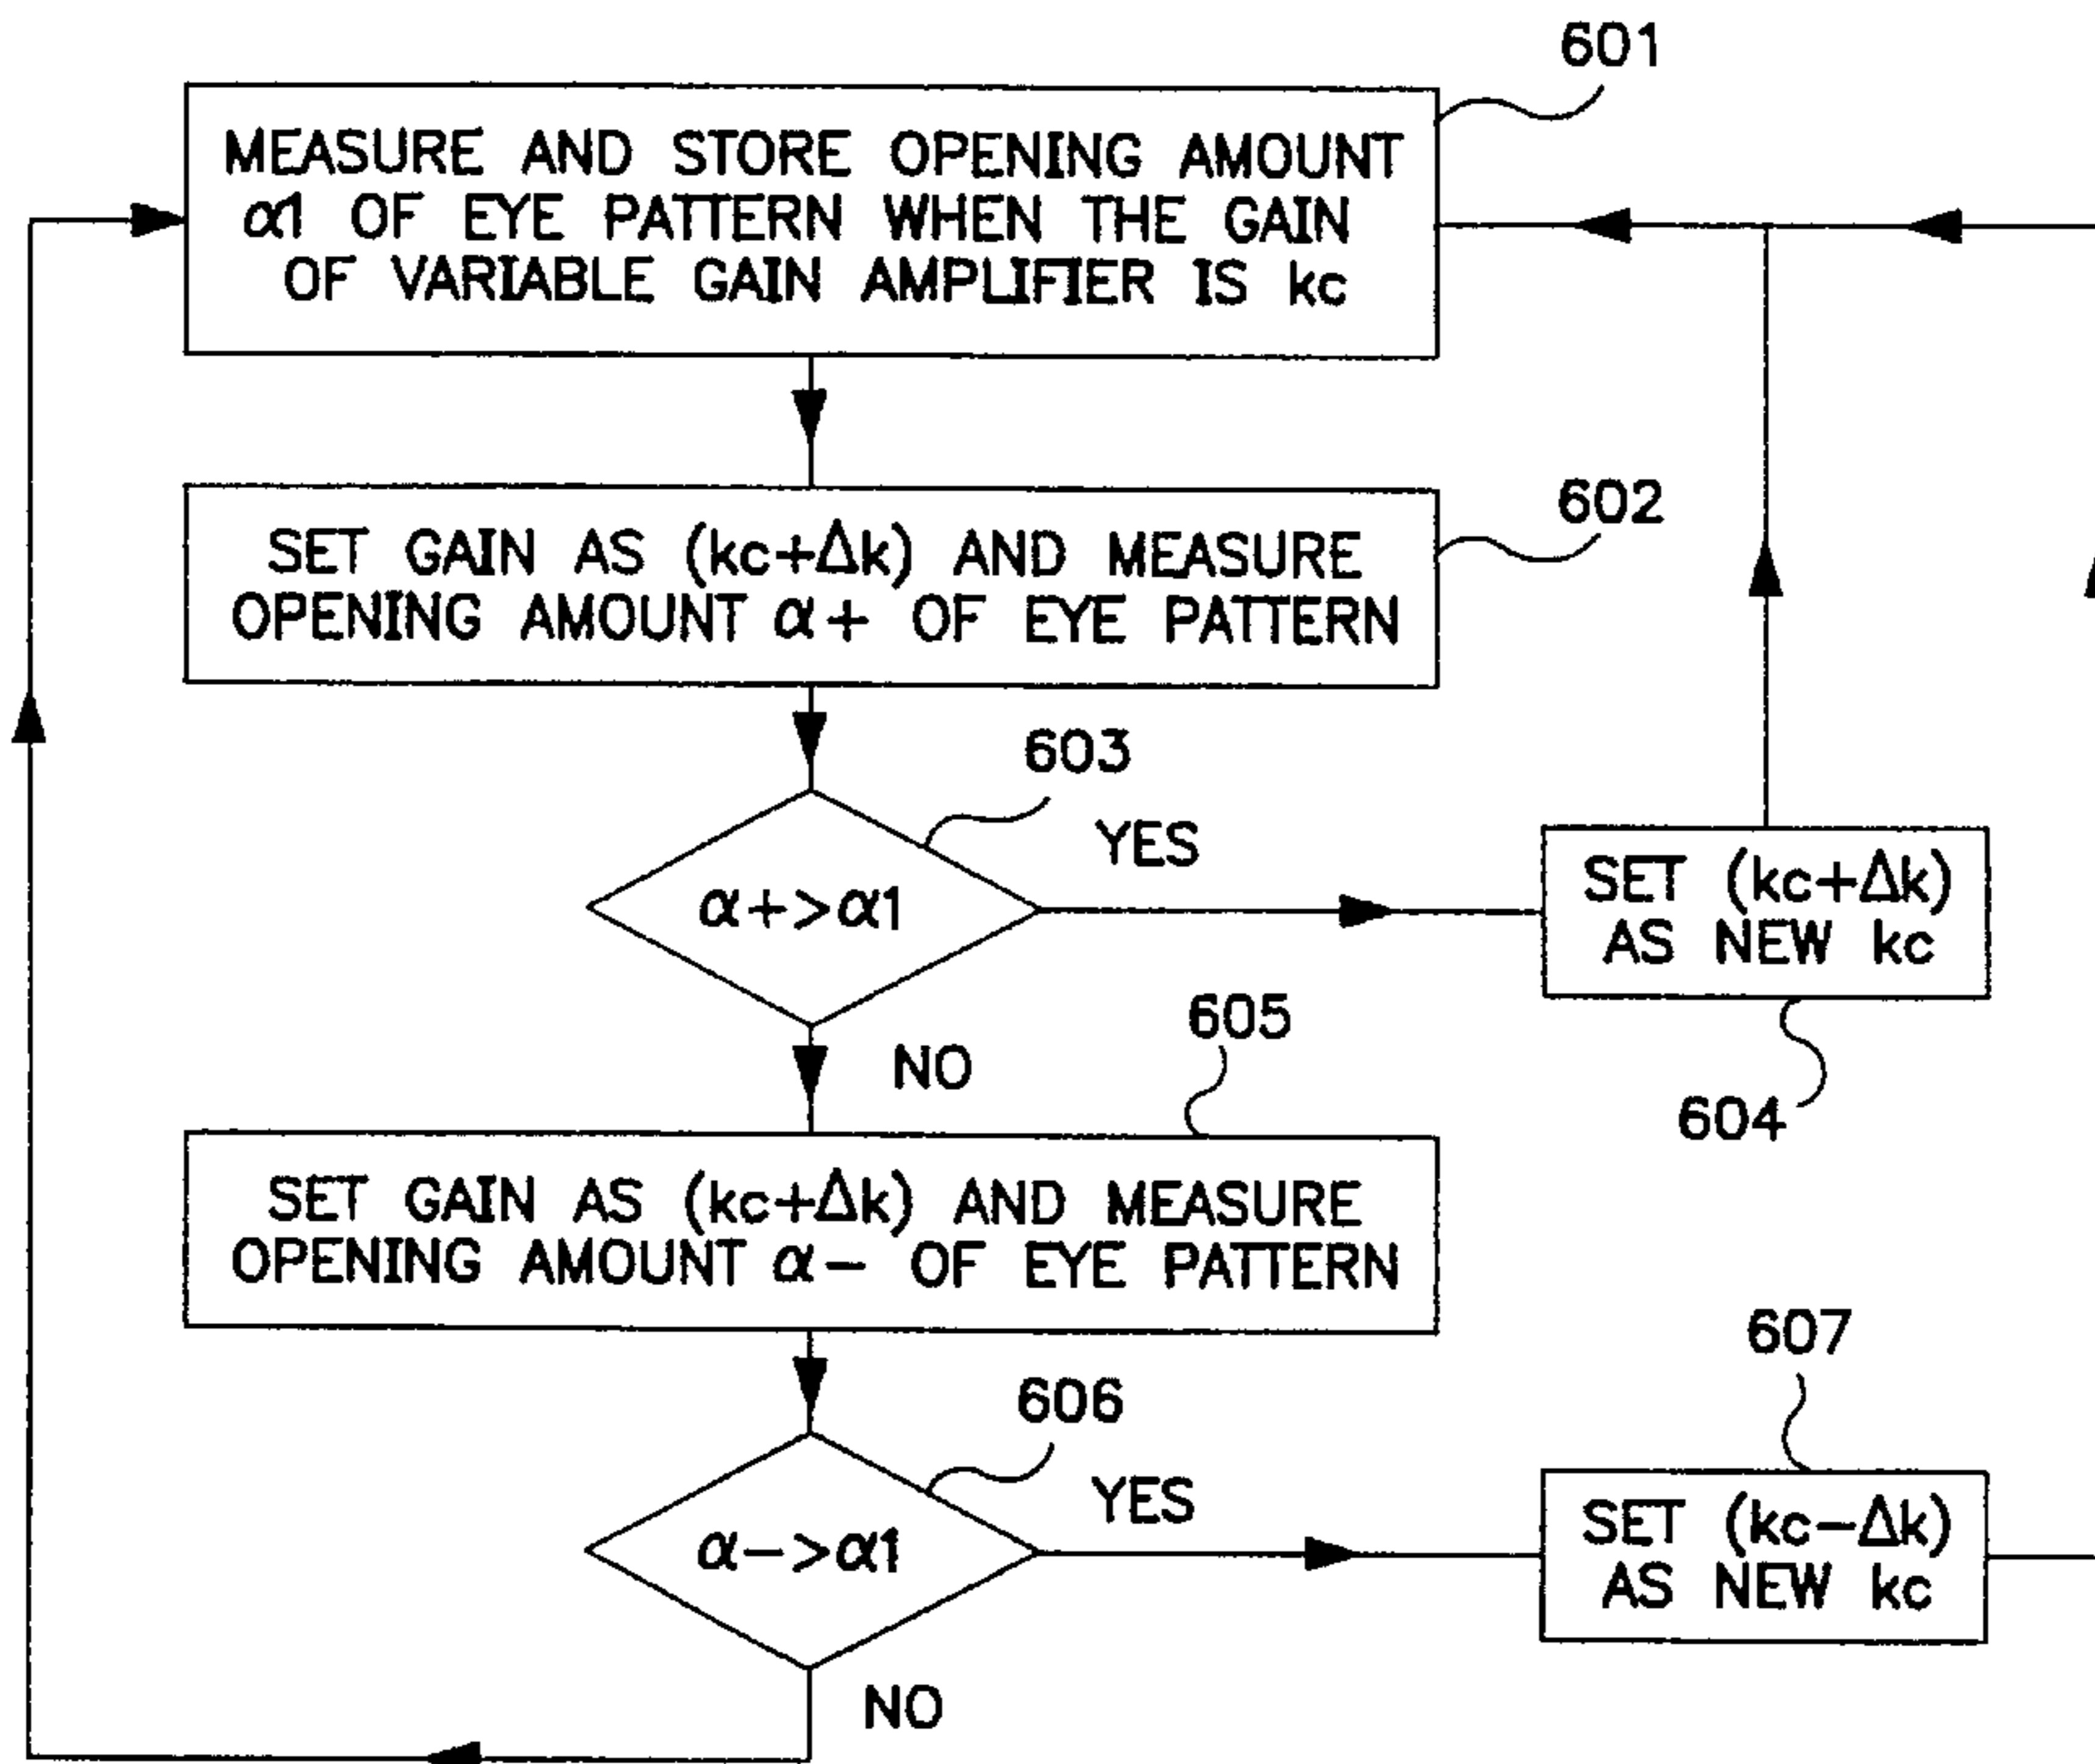 601
MEASURE AND STORE OPENING AMOUNT
α1 OF EYE PATTERN WHEN THE GAIN
OF VARIABLE GAIN AMPLIFIER IS kc
602
SET GAIN AS (kc+Δk) AND MEASURE
OPENING AMOUNT α+ OF EYE PATTERN
603
YES
α+>α1
SET (kc+Δk)
AS NEW kc
604
NO
605
SET GAIN AS (kc+Δk) AND MEASURE
OPENING AMOUNT α- OF EYE PATTERN
606
YES
α->α1
607
SET (kc-Δk)
AS NEW kc
NO